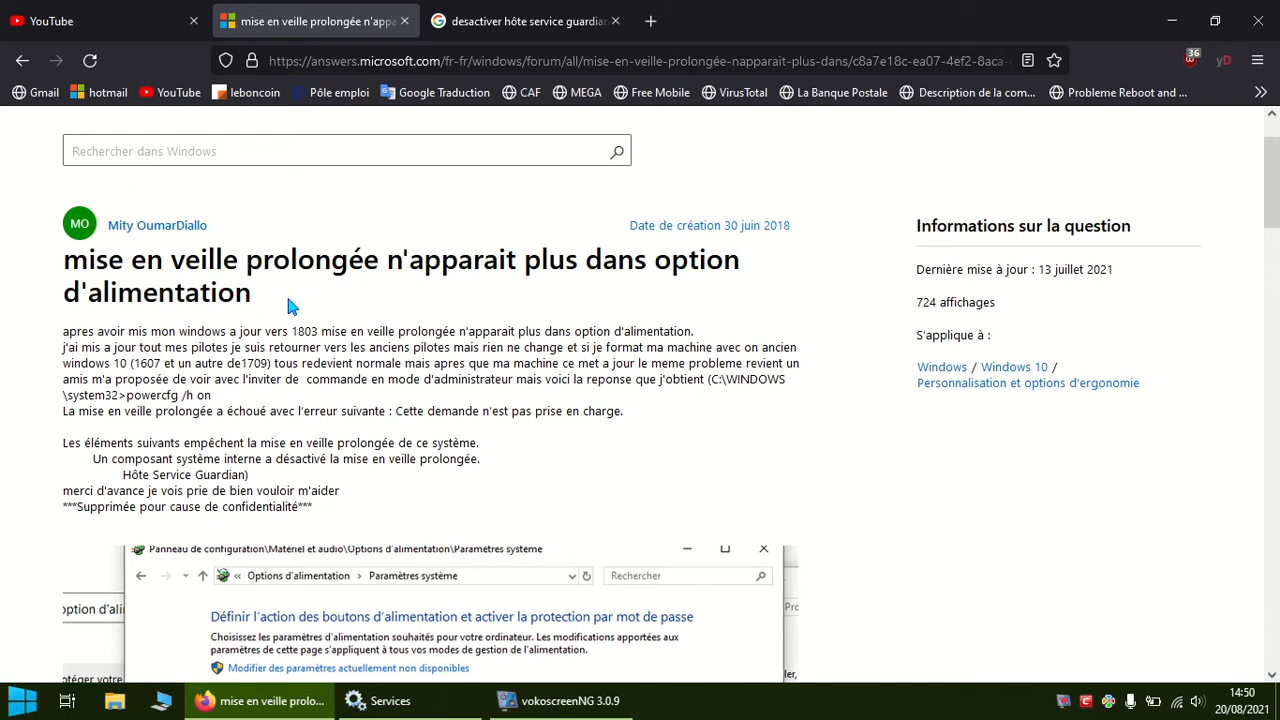 YouTube
mise en veille prolongée n'appa
desactiver hôte service guardian
https://answers.microsoft.com/fr-fr/windows/forum/all/mise-en-veille-prolongée-napparait-plus-dans/c8a7e18c-ea07-4ef2-8aca-
36
yD
Gmail
hotmail
YouTube
leboncoin
Pôle emploi
Google Traduction
CAF
MEGA
Free Mobile
VirusTotal
La Banque Postale
Description de la com...
Probleme Reboot and ...
Rechercher dans Windows
MO
Mity OumarDiallo
Date de création 30 juin 2018
mise en veille prolongée n'apparait plus dans option
d'alimentation
apres avoir mis mon windows a jour vers 1803 mise en veille prolongée n'apparait plus dans option d'alimentation.
j'ai mis a jour tout mes pilotes je suis retourner vers les anciens pilotes mais rien ne change et si je format ma machine avec on ancien
windows 10 (1607 et un autre de1709) tous redevient normale mais apres que ma machine ce met a jour le meme probleme revient un
amis m'a proposée de voir avec l'inviter de  commande en mode d'administrateur mais voici la reponse que j'obtient (C:\WINDOWS
\system32>powercfg /h on
La mise en veille prolongée a échoué avec l'erreur suivante : Cette demande n'est pas prise en charge.
Les éléments suivants empêchent la mise en veille prolongée de ce système.
Un composant système interne a désactivé la mise en veille prolongée.
Hôte Service Guardian)
merci d'avance je vois prie de bien vouloir m'aider
***Supprimée pour cause de confidentialité***
Informations sur la question
Dernière mise à jour : 13 juillet 2021
724 affichages
S'applique à :
Windows / Windows 10 /
Personnalisation et options d'ergonomie
Panneau de configuration\Matériel et audio\Options d'alimentation\Paramètres système
« Options d'alimentation > Paramètres système
Rechercher
option d'ali
Définir l'action des boutons d'alimentation et activer la protection par mot de passe
Choisissez les paramètres d'alimentation souhaités pour votre ordinateur. Les modifications apportées aux
paramètres de cette page s'appliquent à tous vos modes de gestion de l'alimentation.
Modifier des paramètres actuellement non disponibles
mise en veille prolo...
Services
vokoscreenNG 3.0.9
14:50
20/08/2021